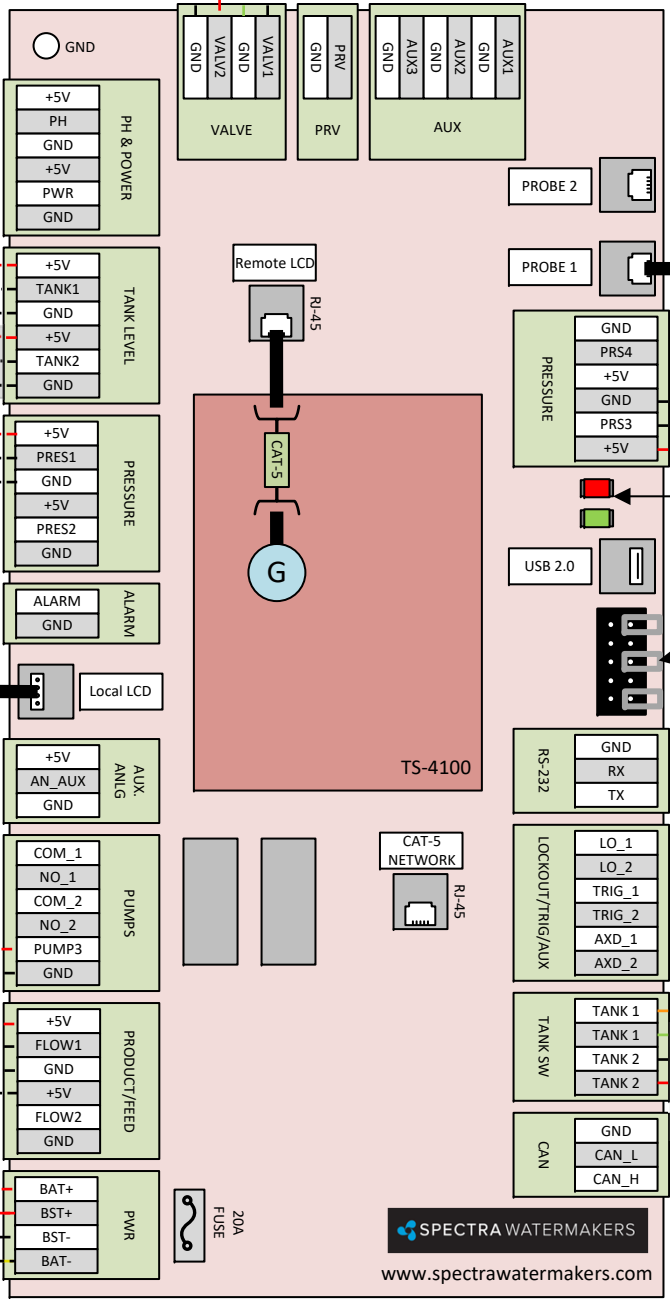 GND
GND
VALV2
GND
VALV1
VALVE
GND
PRV
PRV
GND
AUX3
GND
AUX2
GND
AUX1
AUX
+5V
PH
GND
+5V
PWR
GND
PH & POWER
+5V
TANK1
GND
+5V
TANK2
GND
TANK LEVEL
+5V
PRES1
GND
+5V
PRES2
GND
PRESSURE
ALARM
GND
ALARM
Local LCD
+5V
AN_AUX
GND
AUX.
ANLG
COM_1
NO_1
COM_2
NO_2
PUMP3
GND
PUMPS
+5V
FLOW1
GND
+5V
FLOW2
GND
PRODUCT/FEED
BAT+
BST+
BST-
BAT-
PWR
20A
FUSE
Remote LCD
RJ-45
CAT-5
G
TS-4100
CAT-5
NETWORK
RJ-45
PROBE 2
PROBE 1
PRESSURE
GND
PRS4
+5V
GND
PRS3
+5V
USB 2.0
RS-232
GND
RX
TX
LOCKOUT/TRIG/AUX
LO_1
LO_2
TRIG_1
TRIG_2
AXD_1
AXD_2
TANK SW
TANK 1
TANK 1
TANK 2
TANK 2
CAN
GND
CAN_L
CAN_H
SPECTRA WATERMAKERS
www.spectrawatermakers.com